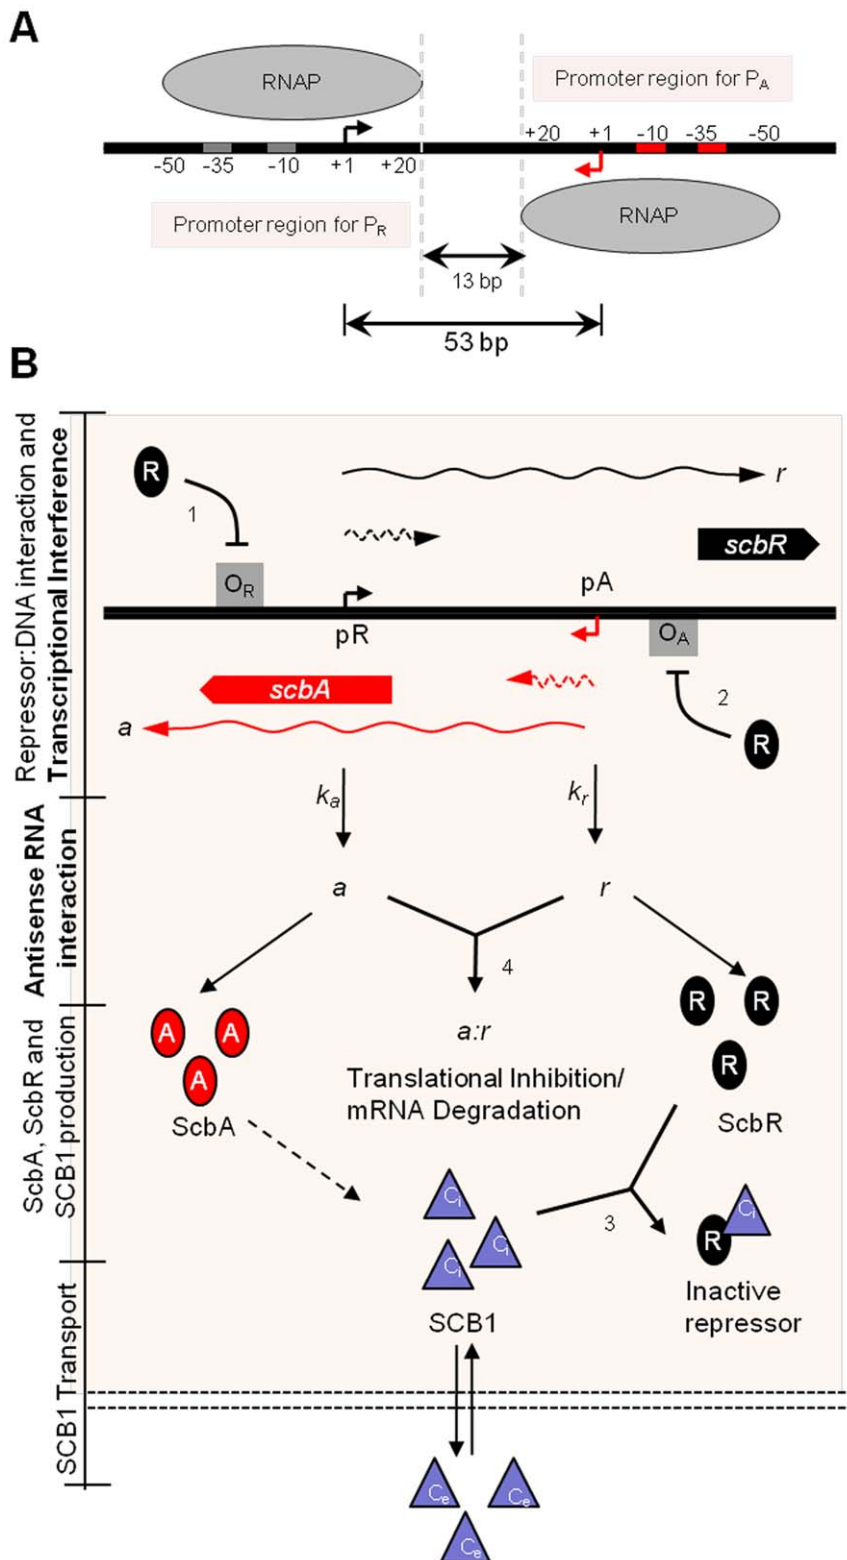 A
RNAP
Promoter region for PA
+20 +1 -10 -35 -50
-50 -35 -10 +1 +20
Promoter region for PR
RNAP
13 bp
53 bp
B
Repressor:DNA interaction and
Transcriptional Interference
R
r
1
scbR
OR
pA
pR
OA
scbA
2
a
R
ka
kr
Antisense RNA
interaction
a
r
4
ScbA, ScbR and
SCB1 production
A
A
R
R
a:r
A
R
Translational Inhibition/
mRNA Degradation
ScbA
ScbR
Ci
3
Ci
Ci
R
Ci
Inactive
repressor
SCB1
SCB1 Transport
Ce
Ce
Ce